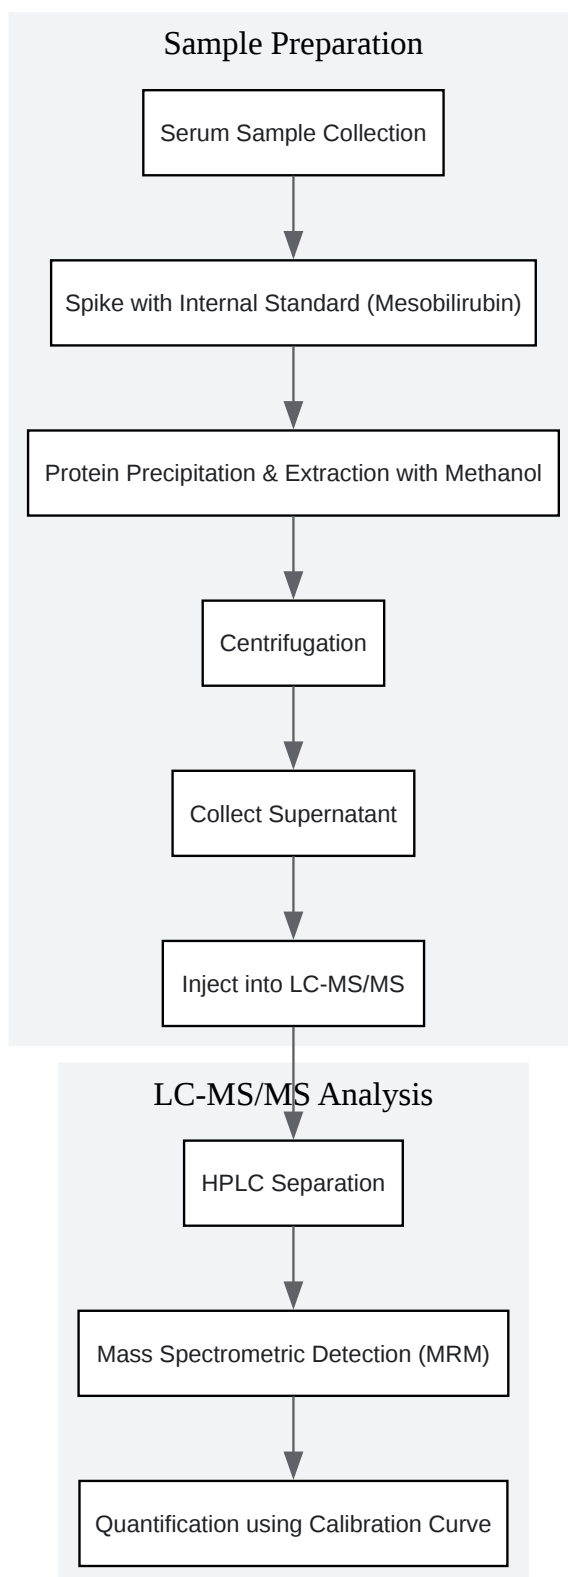 Sample Preparation
Serum Sample Collection
Spike with Internal Standard (Mesobilirubin)
Protein Precipitation & Extraction with Methanol
Centrifugation
Collect Supernatant
Inject into LC-MS/MS
LC-MS/MS Analysis
HPLC Separation
Mass Spectrometric Detection (MRM)
Quantification using Calibration Curve